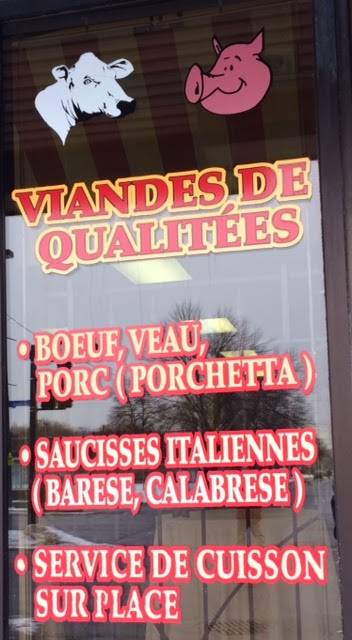 VIANDES DE
QUALITÉES
• BOEUF, VEAU,
PORC (PORCHETTA)
• SAUCISSES ITALIENNES
(BARESE, CALABRESE)
• SERVICE DE CUISSON
SUR PLACE